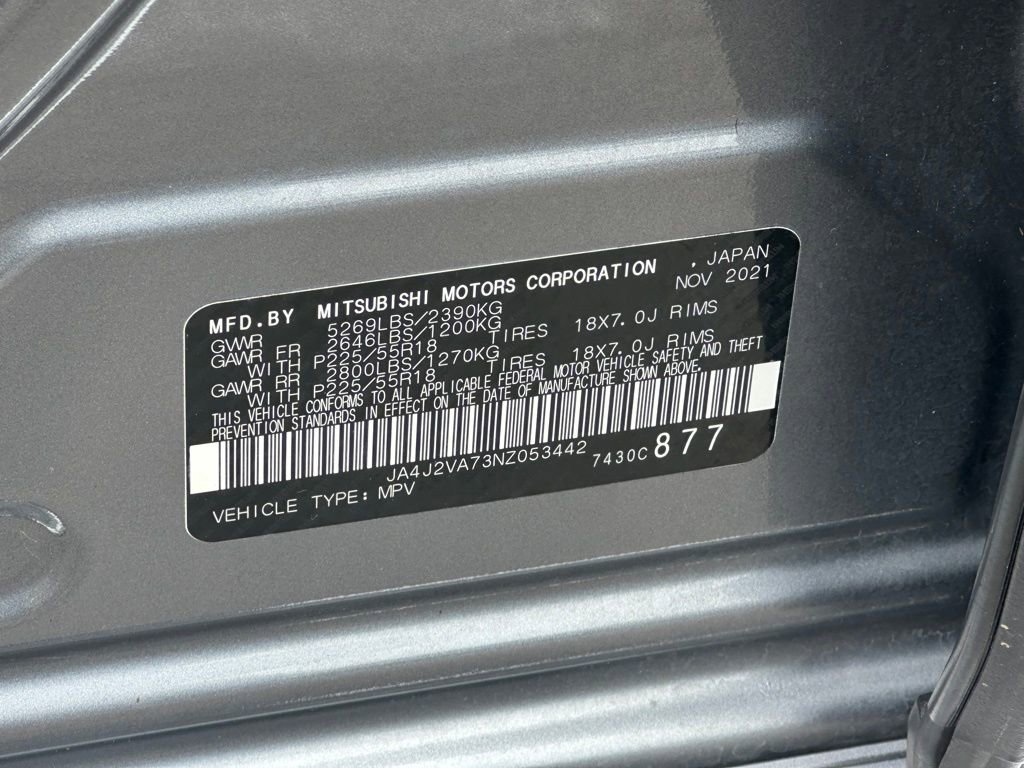 MFD.BY MITSUBISHI MOTORS CORPORATION , JAPAN
NOV 2021
GVWR 5269LBS/2390KG
GAWR FR 2646LBS/1200KG
WITH P225/55R18 TIRES 18X7.0J RIMS
GAWR RR 2800LBS/1270KG
WITH P225/55R18 TIRES 18X7.0J RIMS
THIS VEHICLE CONFORMS TO ALL APPLICABLE FEDERAL MOTOR VEHICLE SAFETY AND THEFT
PREVENTION STANDARDS IN EFFECT ON THE DATE OF MANUFACTURE SHOWN ABOVE.
JA4J2VA73NZ053442 7430C877
VEHICLE TYPE:MPV